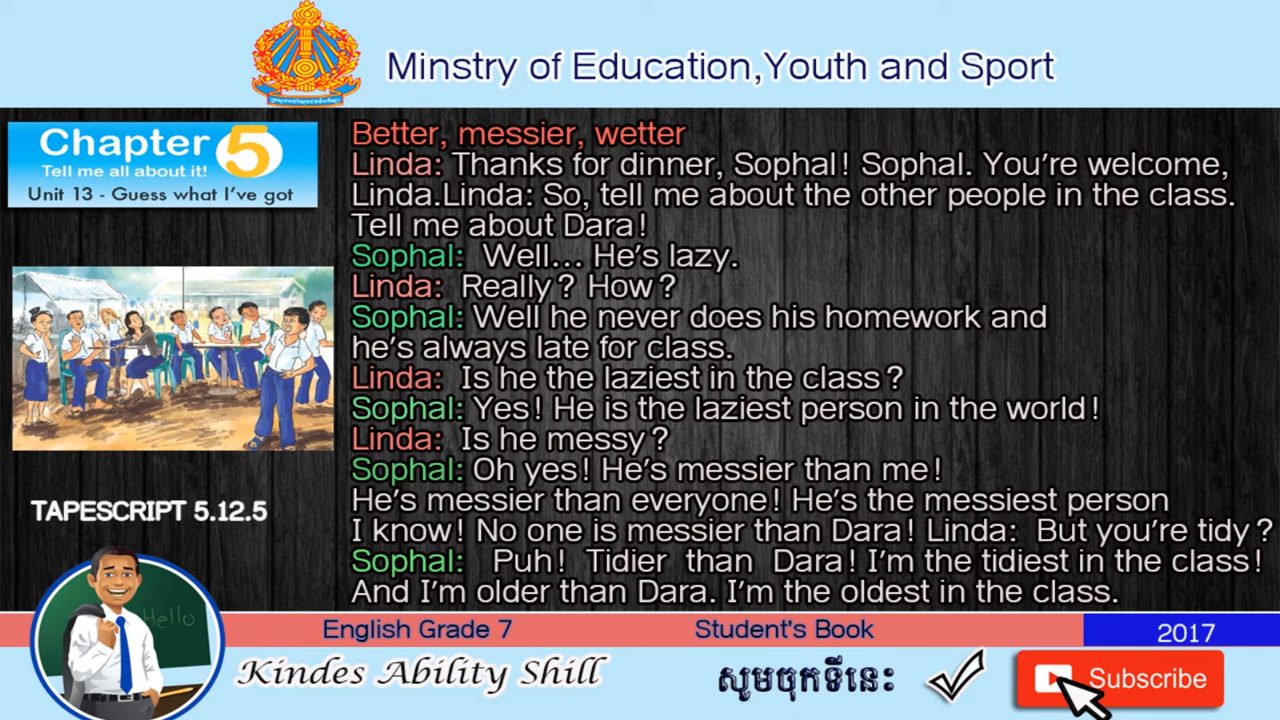 Minstry of Education,Youth and Sport
Chapter 5
Tell me all about it!
Unit 13 - Guess what I've got
Better, messier, wetter
Linda: Thanks for dinner, Sophal! Sophal. You're welcome,
Linda.Linda: So, tell me about the other people in the class.
Tell me about Dara!
Sophal: Well... He's lazy.
Linda: Really? How?
Sophal: Well he never does his homework and
he's always late for class.
Linda: Is he the laziest in the class?
Sophal: Yes! He is the laziest person in the world!
Linda: Is he messy?
Sophal: Oh yes! He's messier than me!
He's messier than everyone! He's the messiest person
I know! No one is messier than Dara! Linda: But you're tidy?
Sophal: Puh! Tidier than Dara! I'm the tidiest in the class!
And I'm older than Dara. I'm the oldest in the class.
TAPESCRIPT 5.12.5
Hello
English Grade 7
Student's Book
2017
Kindes Ability Shill
សូមចុកទីនេះ
Subscribe